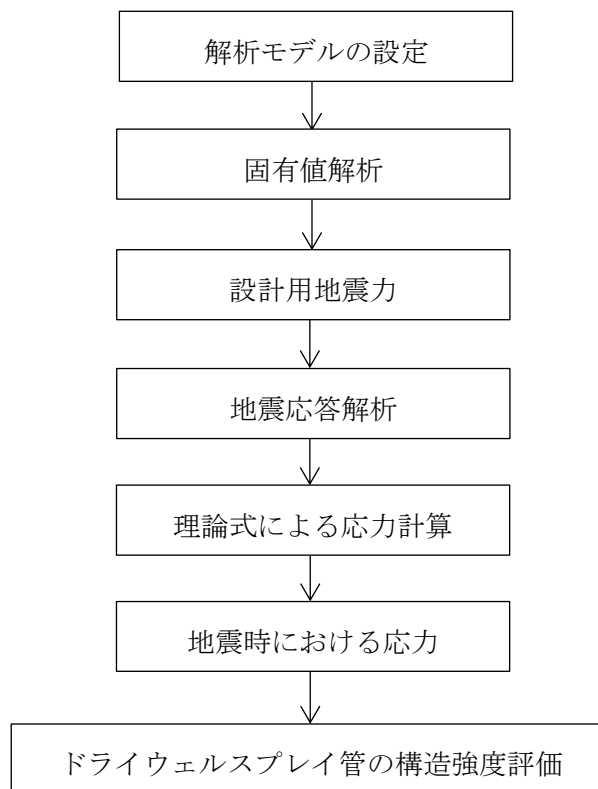 解析モデルの設定
固有値解析
設計用地震力
地震応答解析
理論式による応力計算
地震時における応力
ドライウェルスプレイ管の構造強度評価